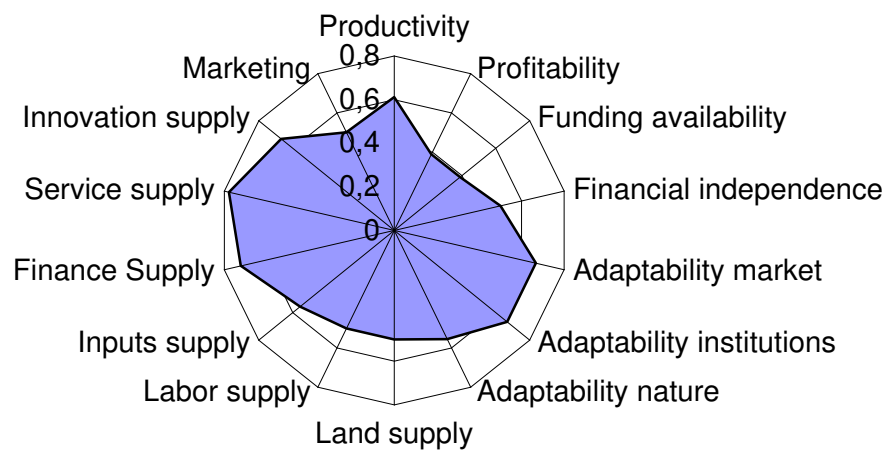 Productivity
0,8
Marketing
Profitability
0,6
Innovation supply
Funding availability
0,4
Service supply
0,2
Financial independence
0
Finance Supply
Adaptability market
Inputs supply
Adaptability institutions
Labor supply
Adaptability nature
Land supply